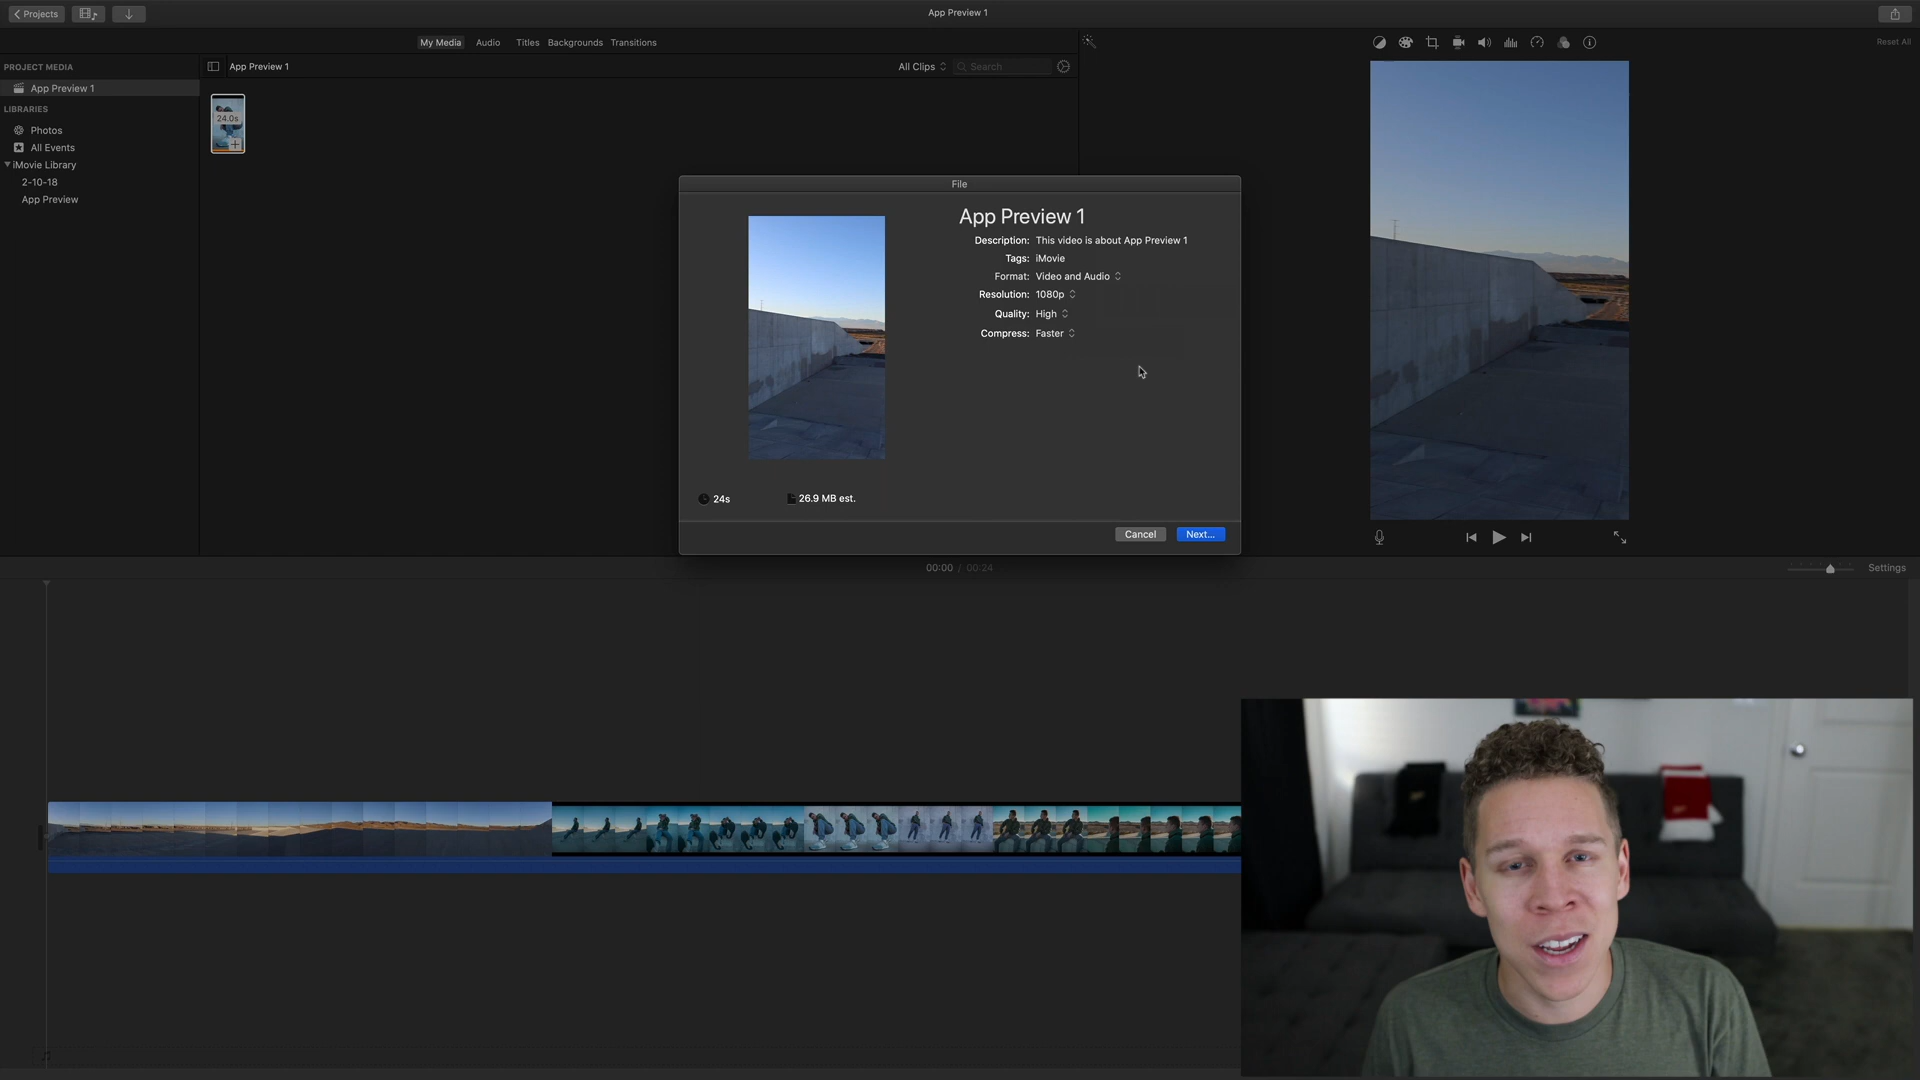 Projects
App Preview 1
My Media Audio Titles Backgrounds Transitions
Reset All
PROJECT MEDIA
App Preview 1
All Clips
Search
App Preview 1
LIBRARIES
Photos
All Events
iMovie Library
2-10-18
App Preview
24.0s
File
App Preview 1
Description: This video is about App Preview 1
Tags: iMovie
Format: Video and Audio
Resolution: 1080p
Quality: High
Compress: Faster
24s
26.9 MB est.
Cancel
Next...
00:00 / 00:24
Settings